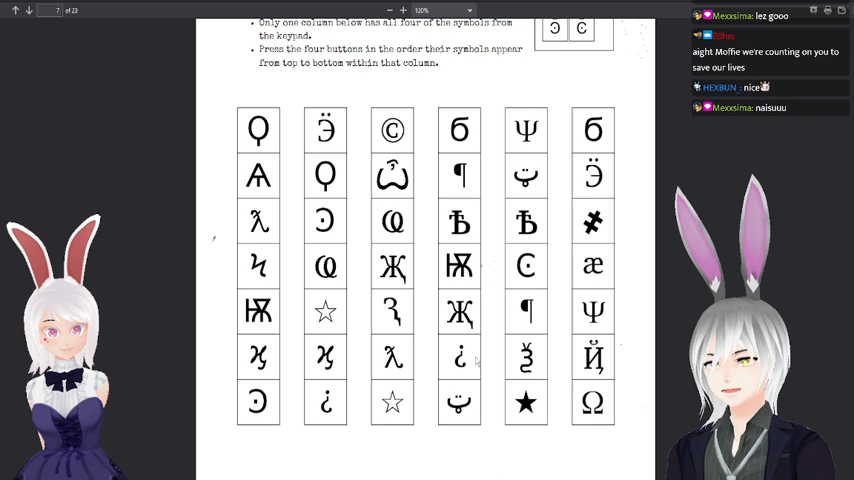 7 of 23
120%
• Only one column below has all four of the symbols from
the keypad.
• Press the four buttons in the order their symbols appear
from top to bottom within that column.
Ͽ Ͼ
Ϙ Ӭ © б Ψ б
Ѧ Ϙ Ѽ ¶ ټ Ӭ
ƛ Ͽ Ҩ Ѣ Ѣ ҂
Ϟ Ҩ Җ Ѭ Ͼ æ
Ѭ ☆ Ԇ Җ ¶ Ψ
ϗ ϗ ƛ ¿ Ѯ Ҋ
Ͽ ¿ ☆ ټ ★ Ω
Mexxsima: lez gooo
aight Moffie we're counting on you to
save our lives
HEXBUN_: nice
Mexxsima: naisuuu